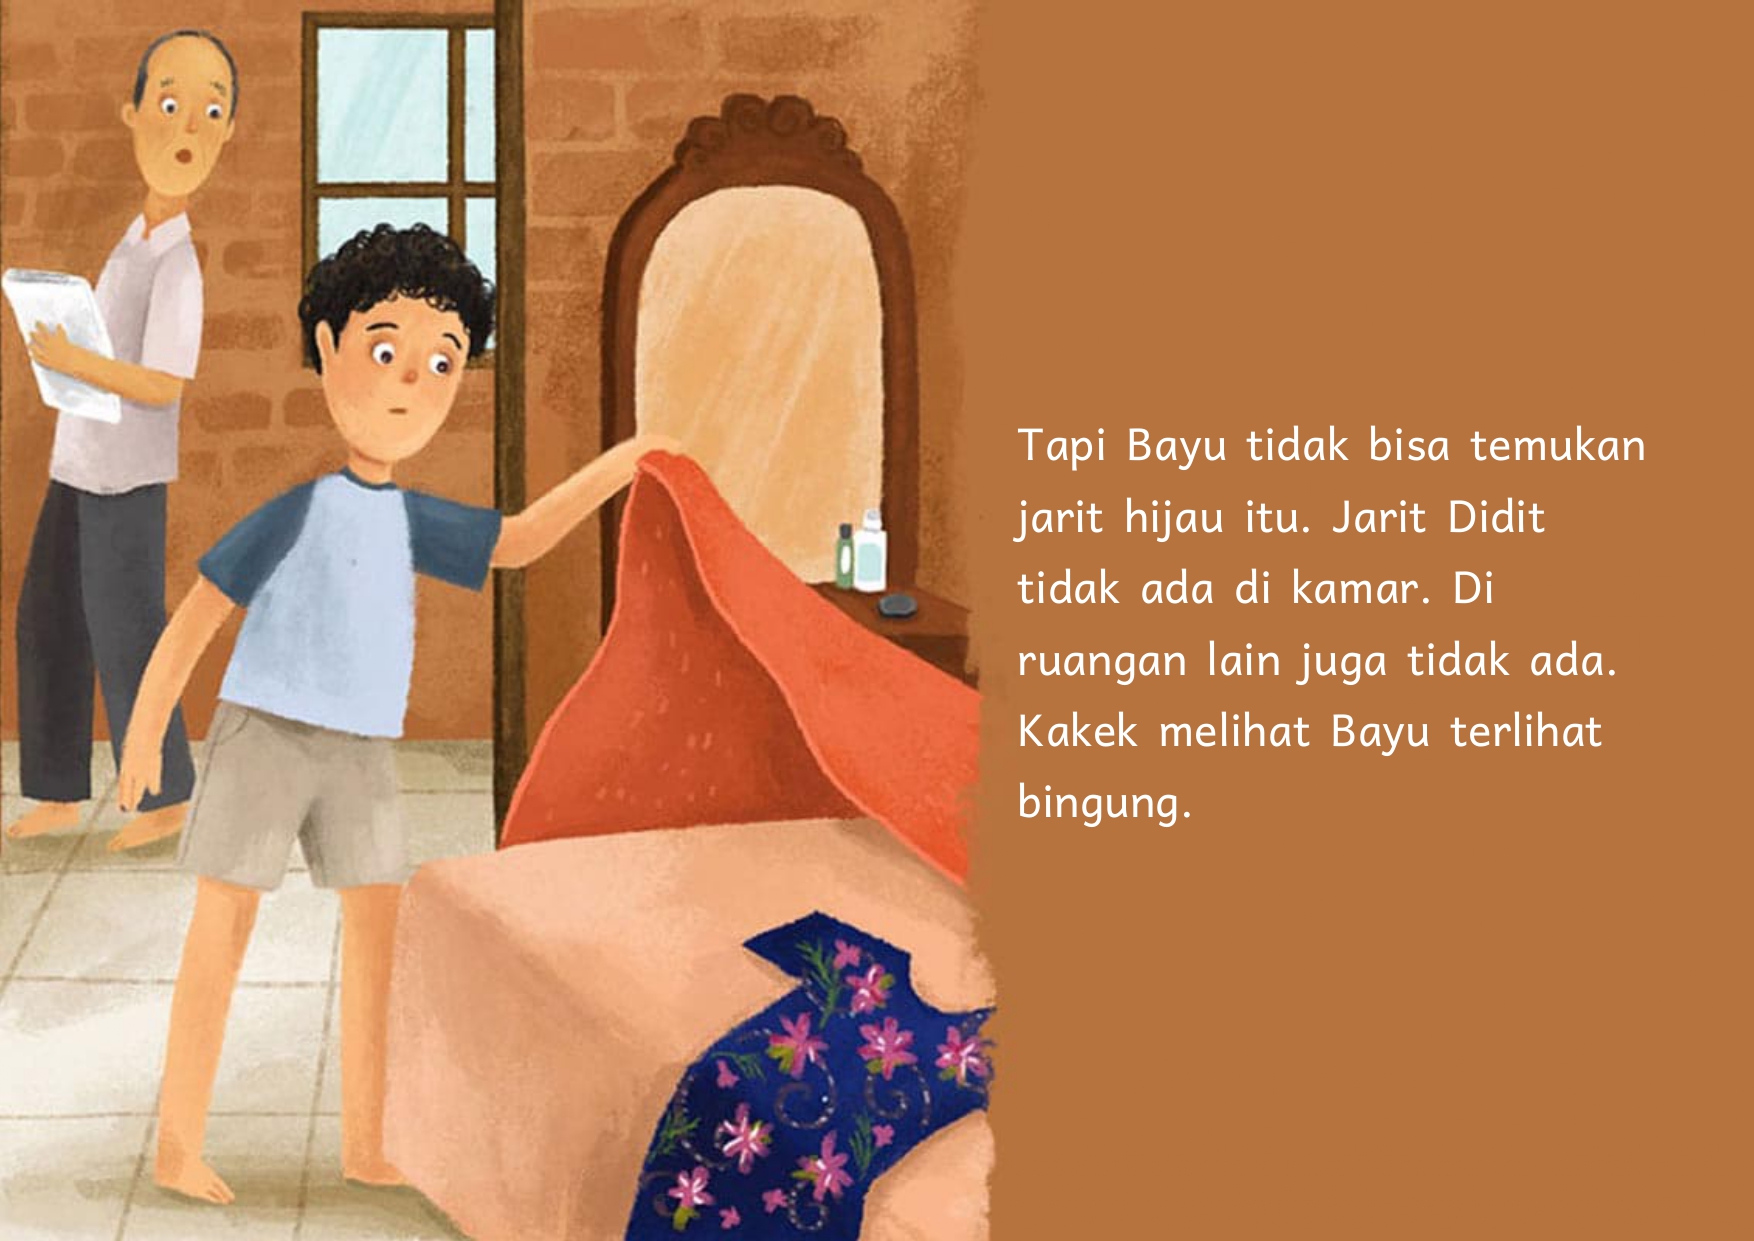 Tapi Bayu tidak bisa temukan
jarit hijau itu. Jarit Didit
tidak ada di kamar. Di
ruangan lain juga tidak ada.
Kakek melihat Bayu terlihat
bingung.